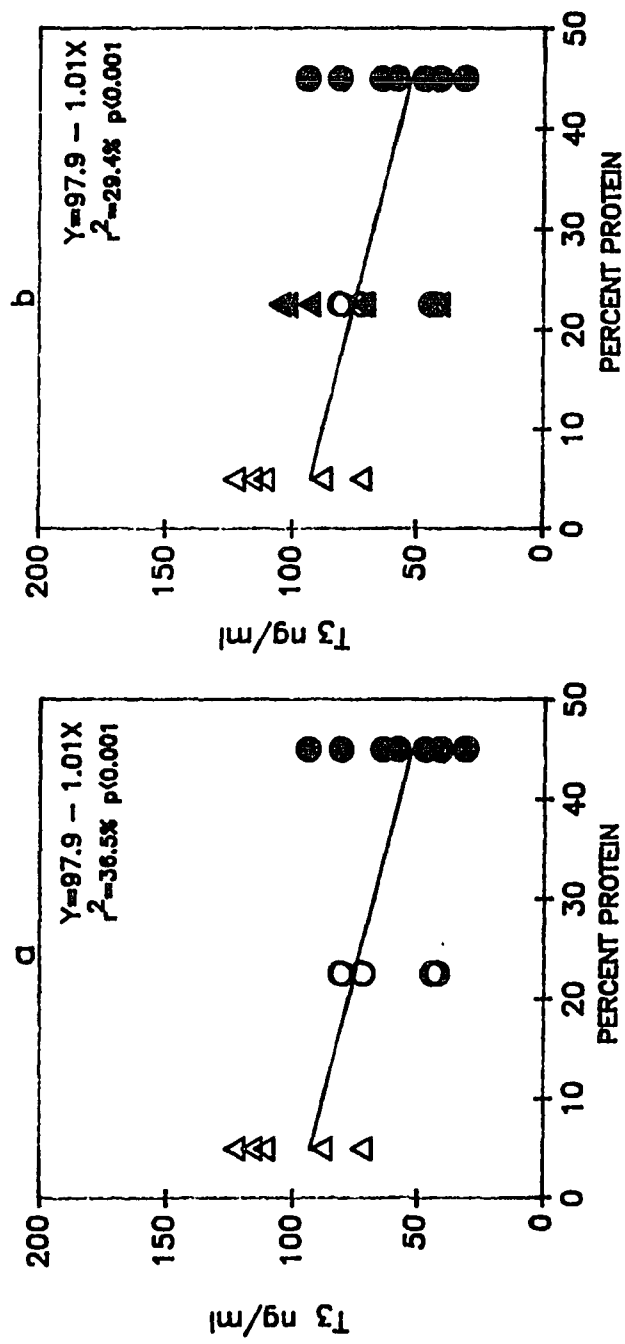 a
Y=97.9 - 1.01X
r²=36.5% p<0.001
200
150
100
50
0
T3 ng/ml
0 10 20 30 40 50
PERCENT PROTEIN
b
Y=97.9 - 1.01X
r²=29.4% p<0.001
200
150
100
50
0
T3 ng/ml
0 10 20 30 40 50
PERCENT PROTEIN